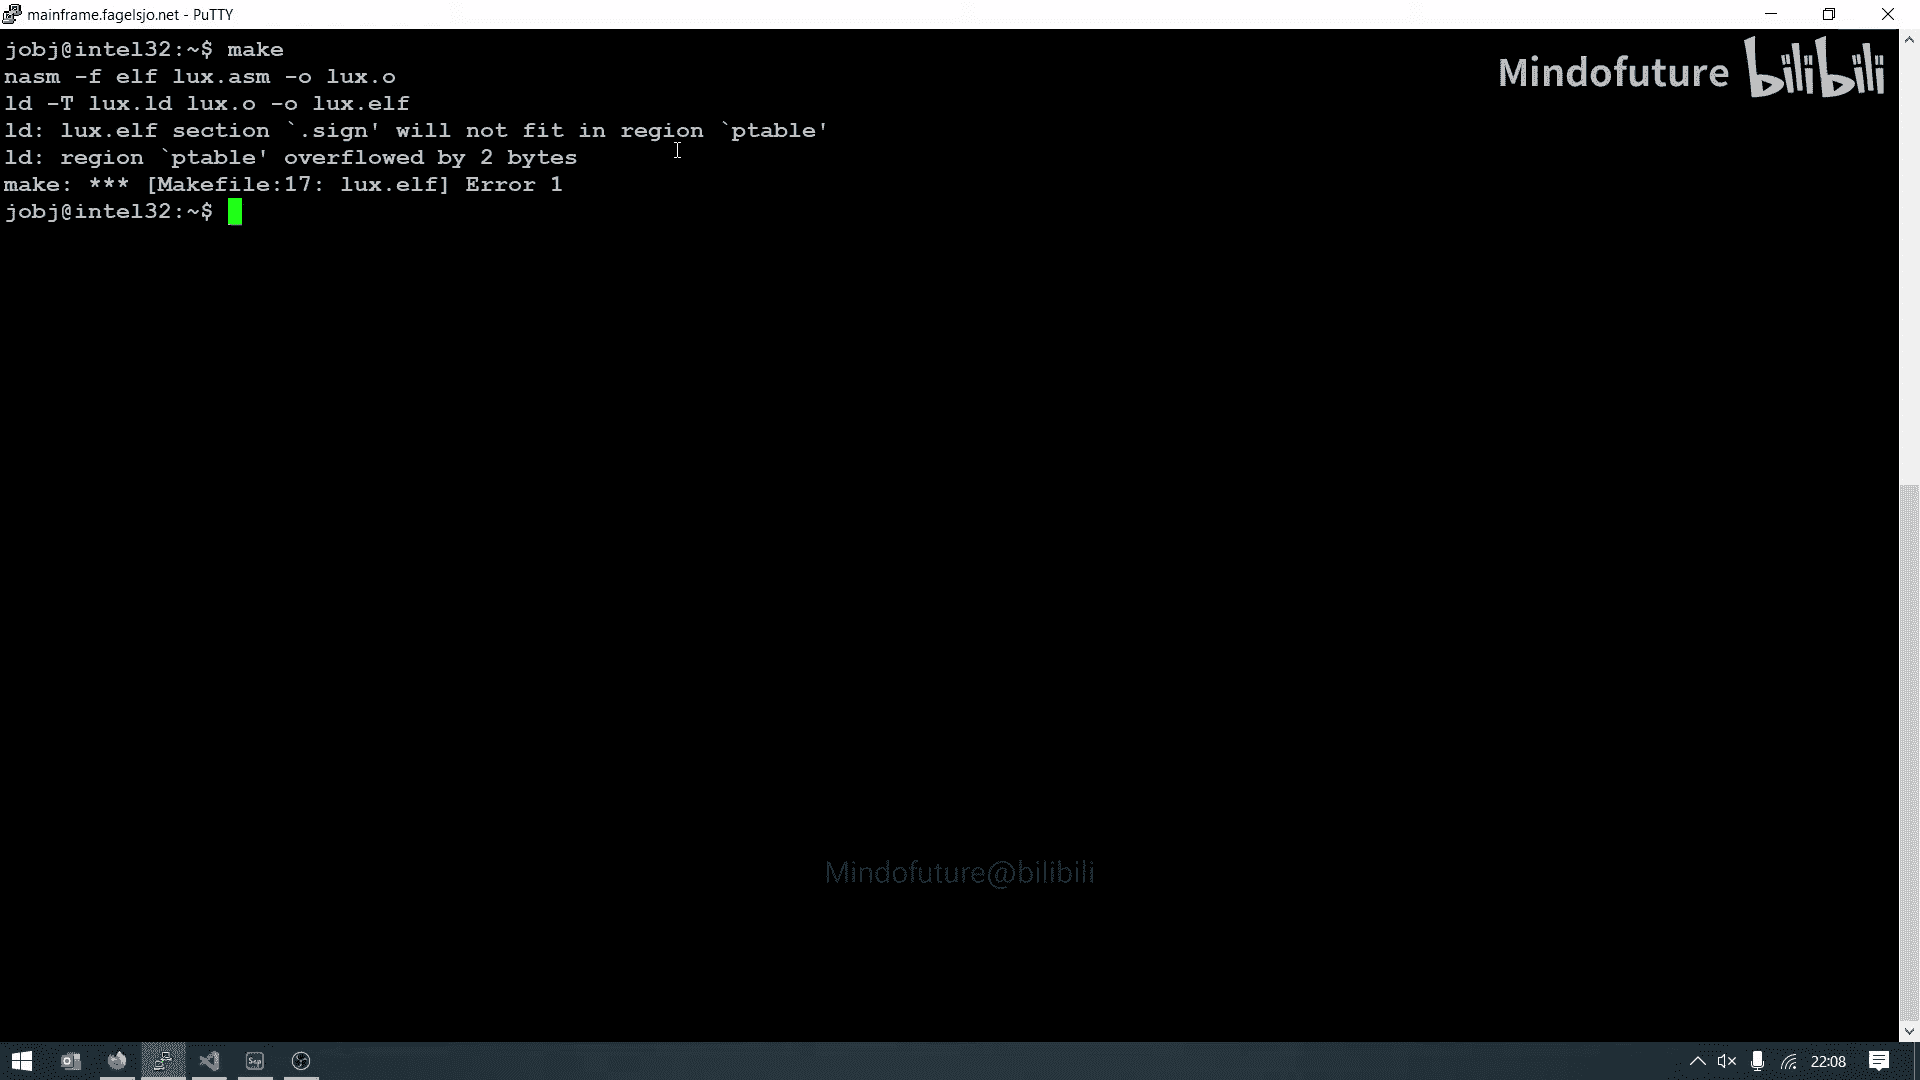 mainframe.fagelsjo.net - PuTTY
jobj@intel32:~$ make
nasm -f elf lux.asm -o lux.o
ld -T lux.ld lux.o -o lux.elf
ld: lux.elf section `.sign' will not fit in region `ptable'
ld: region `ptable' overflowed by 2 bytes
make: *** [Makefile:17: lux.elf] Error 1
jobj@intel32:~$
Mindofuture bilibili
Mindofuture@bilibili
22:08